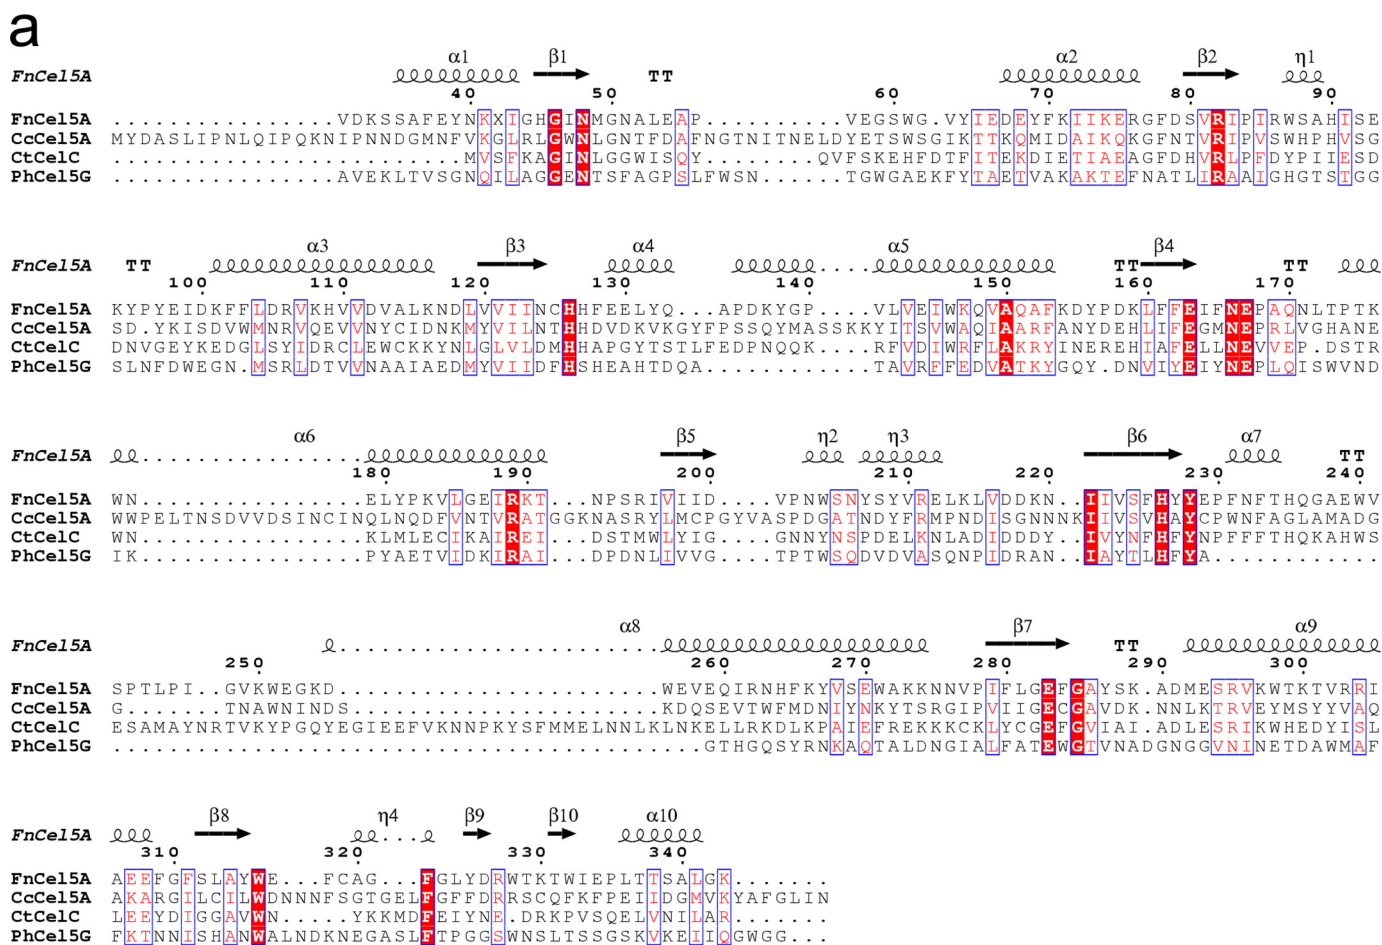 a
α1 β1 α2 β2 η1
FnCel5A TT
40 50 60 70 80 90
FnCel5A ................VDKSSAFEYNKXIGHGINMGNALEAP..........VEGSWG.VYIEDEYFKIIKERGFDSVRIPIRWSAHISE
CcCel5A MYDASLIPNLQIPQKNIPNNDGMNFVKGLRLGWNLGNTFDAFNGTNITNELDYETSWSGIKTTKQMIDAIKQKGFNTVRIPVSWHPHVSG
CtCelC .........................MVSFKAGINLGGWISQY........QVFSKEHFDTFITEKDIETIAEAGFDHVRLPFDYPIIESD
PhCel5G ................AVEKLTVSGNQILAGGENTSFAGPSLFWSN......TGWGAEKFYTAETVAKAKTEFNATLIRAAIGHGTSTGG
α3 β3 α4 α5 β4
FnCel5A TT TT TT
100 110 120 130 140 150 160 170
FnCel5A KYPYEIDKFFLDRVKHVVDVALKNDLVVIINCHHFEELYQ...APDKYGP.....VLVEIWKQVAQAFKDYPDKLFFEIFNEPAQNLTPTK
CcCel5A SD.YKISDVWMNRVQEVVNYCIDNKMYVILNTHHDVDKVKGYFPSSQYMASSKKYITSVWAQIAARFANYDEHLIFEGMNEPRLVGHANE
CtCelC DNVGEYKEDGLSYIDRCLEWCKKYNLGLVLDMHHAPGYTSTLFEDPNQQK....RFVDIWRFLAKRYINEREHIAFELLNEVVEP.DSTR
PhCel5G SLNFDWEGN.MSRLDTVVNAAIAEDMYVIIDFHSHEAHTDQA............TAVRFFEDVATKYGQY.DNVIYEIYNEPLQISWVND
α6 β5 η2 η3 β6 α7
FnCel5A TT
180 190 200 210 220 230 240
FnCel5A WN................ELYPKVLGEIRKT...NPSRIVIID.....VPNWSNYSYVRELKLVDDKN..IIVSFHYYEPFNFTHQGAEWV
CcCel5A WWPELTNSDVVDSINCINQLNQDFVNTVRATGGKNASRYLMCPGYVASPDGATNDYFRMPNDISGNNNKIIVSVHAYCPWNFAGLAMADG
CtCelC WN................KLMLECIKAIREI...DSTMWLYIG.....GNNYNSPDELKNLADIDDDY..IVYNFHFYNPFFFTHQKAHWS
PhCel5G IK................PYAETVIDKIRAI...DPDNLIVVG.....TPTWSQDVDVASQNPIDRAN..IAYTLHFYA............
α8 β7 α9
FnCel5A TT
250 260 270 280 290 300
FnCel5A SPTLPI..GVKWEGKD.......................WEVEQIRNHFKYVSEWAKKNNVPIFLGEFGAYSK.ADMESRVKWTKTVRRI
CcCel5A G.......TNAWNINDS......................KDQSEVTWFMDNIYNKYTSRGIPVIIGECGAVDK.NNLKTRVEYMSYYVAQ
CtCelC ESAMAYNRTVKYPGQYEGIEEFVKNNPKYSFMMELNNLKLNKELLRKDLKPAIEFREKKKCKLYCGEFGVIAI.ADLESRIKWHEDYISL
PhCel5G ..........................................GTHGQSYRNKAQTALDNGIALFATEWGTVNADGNGGVNINETDAWMAF
β8 η4 β9 β10 α10
FnCel5A
310 320 330 340
FnCel5A AEEFGFSLAYWE...FCAG....FGLYDRWTKTWIEPLTTSALGK.......
CcCel5A AKARGILCILWDNNNFSGTGELFGFFDRRSCQFKFPEIIDGMVKYAFGLIN
CtCelC LEEYDIGGAVWN.....YKKMDFEIYNE.DRKPVSQELVNILAR.......
PhCel5G FKTNNISHANWALNDKNEGASLFTPGGSWNSLTSSGSKVKEIIQGWGG...